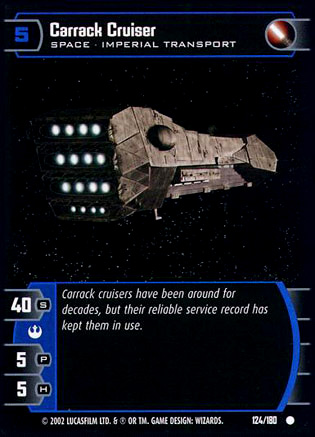 5 Carrack Cruiser
SPACE · IMPERIAL TRANSPORT
40 S
5 P
5 H
Carrack cruisers have been around for
decades, but their reliable service record has
kept them in use.
© 2002 LUCASFILM LTD. & ® OR TM. GAME DESIGN: WIZARDS. 124/180